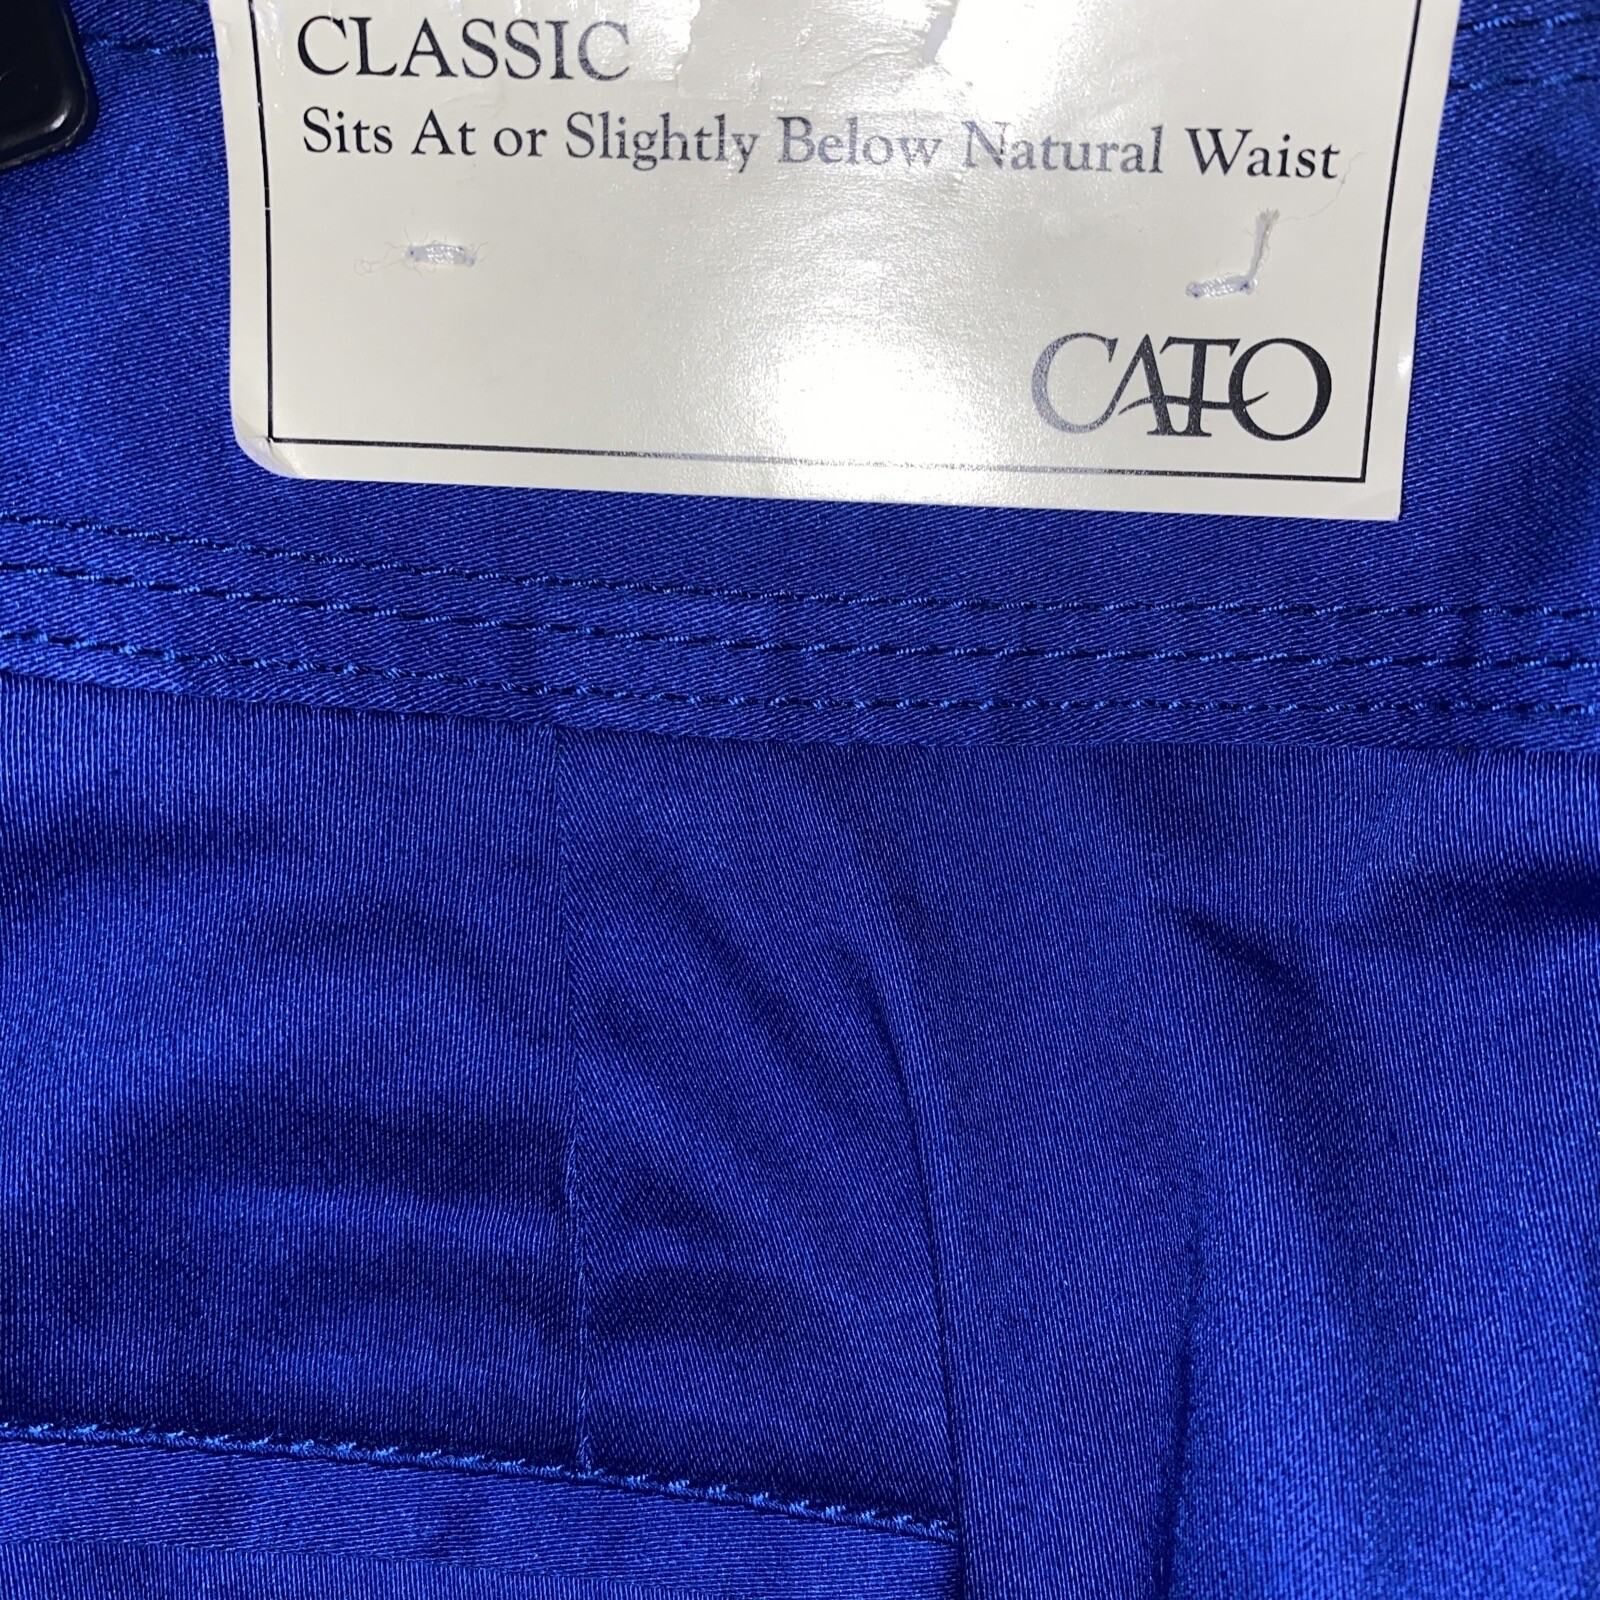 CLASSIC
Sits At or Slightly Below Natural Waist
CATO